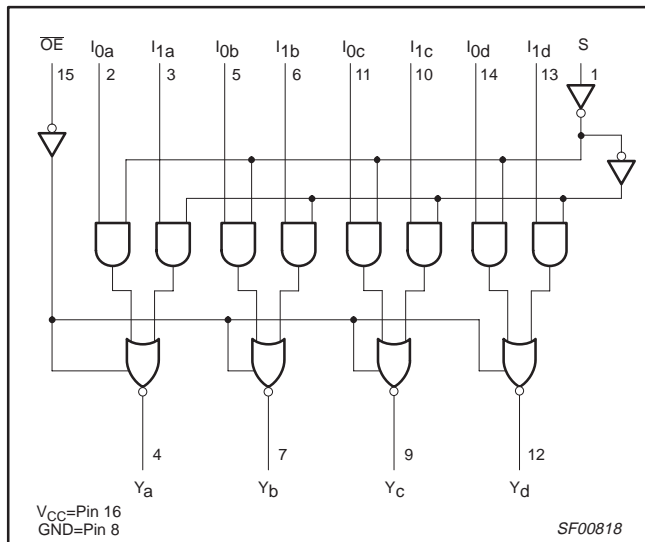 OE I0a I1a I0b I1b I0c I1c I0d I1d S
15 2 3 5 6 11 10 14 13 1
4 7 9 12
Ya Yb Yc Yd
VCC=Pin 16
GND=Pin 8
SF00818